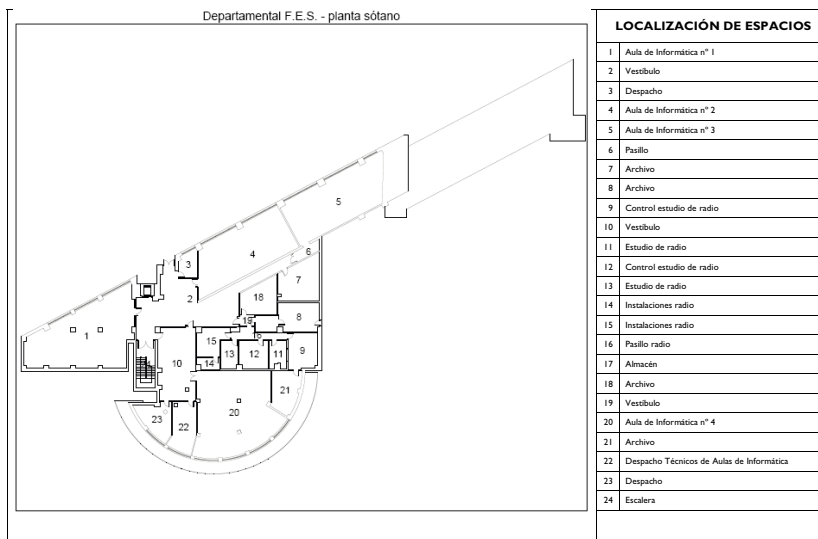 Departamental F.E.S. - planta sótano
LOCALIZACIÓN DE ESPACIOS
1 Aula de Informática nº 1
2 Vestíbulo
3 Despacho
4 Aula de Informática nº 2
5 Aula de Informática nº 3
6 Pasillo
7 Archivo
8 Archivo
9 Control estudio de radio
10 Vestíbulo
11 Estudio de radio
12 Control estudio de radio
13 Estudio de radio
14 Instalaciones radio
15 Instalaciones radio
16 Pasillo radio
17 Almacén
18 Archivo
19 Vestíbulo
20 Aula de Informática nº 4
21 Archivo
22 Despacho Técnicos de Aulas de Informática
23 Despacho
24 Escalera
5
6
4
3
7
2
18
8
19
1
16
15
10
13
12
11
9
14
21
20
23
22